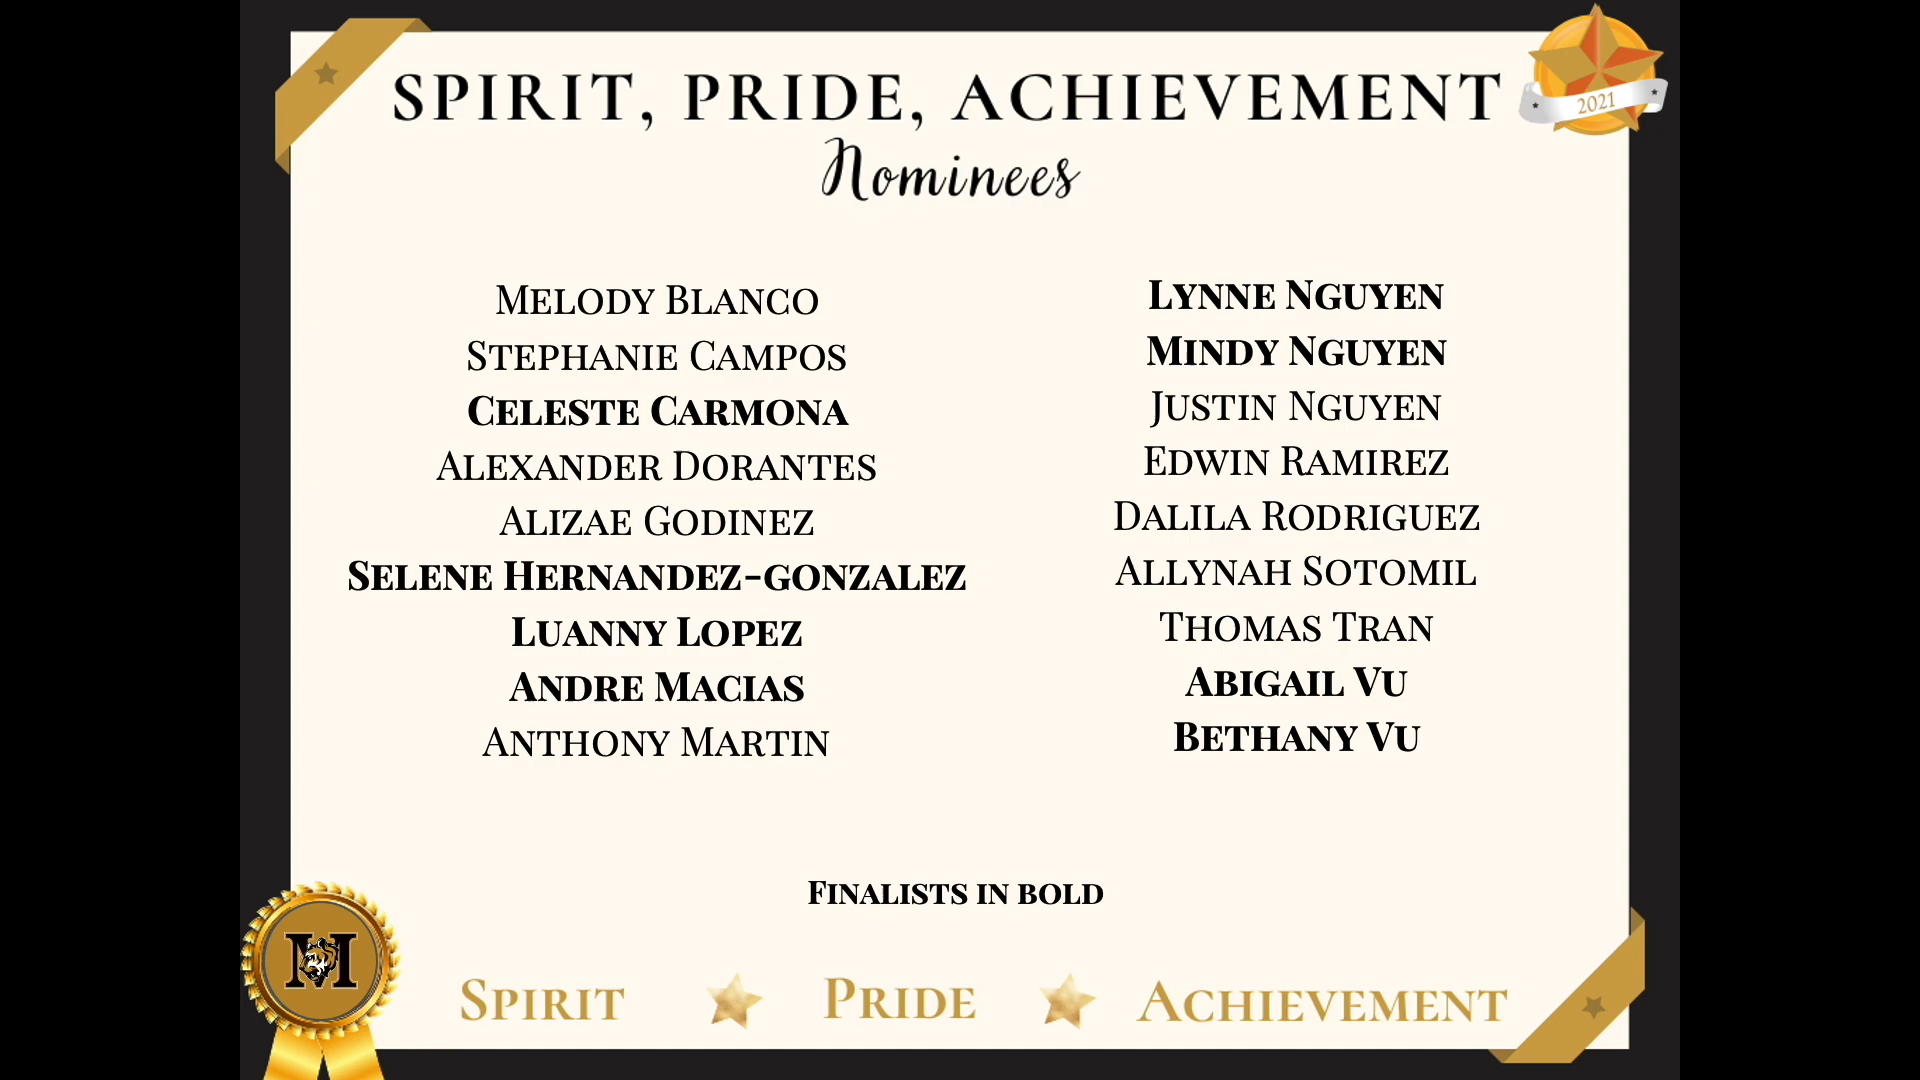 SPIRIT, PRIDE, ACHIEVEMENT
2021
Nominees
Melody Blanco
Stephanie Campos
Celeste Carmona
Alexander Dorantes
Alizae Godinez
Selene Hernandez-gonzalez
Luanny Lopez
Andre Macias
Anthony Martin
Lynne Nguyen
Mindy Nguyen
Justin Nguyen
Edwin Ramirez
Dalila Rodriguez
Allynah Sotomil
Thomas Tran
Abigail Vu
Bethany Vu
Finalists in bold
M
Spirit Pride Achievement